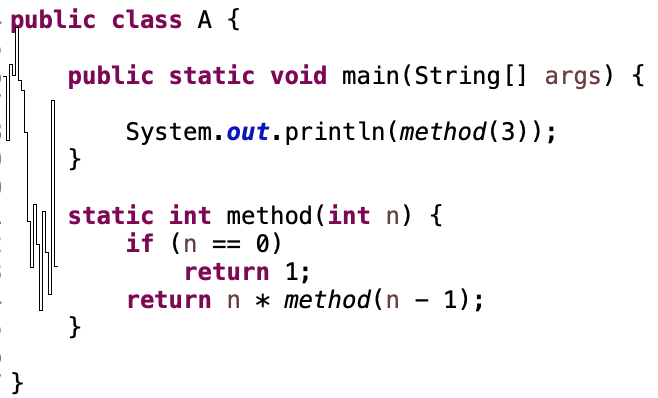 public class A {
public static void main(String[] args) {
System.out.println(method(3));
}
static int method(int n) {
if (n == 0)
return 1;
return n * method(n - 1);
}
}